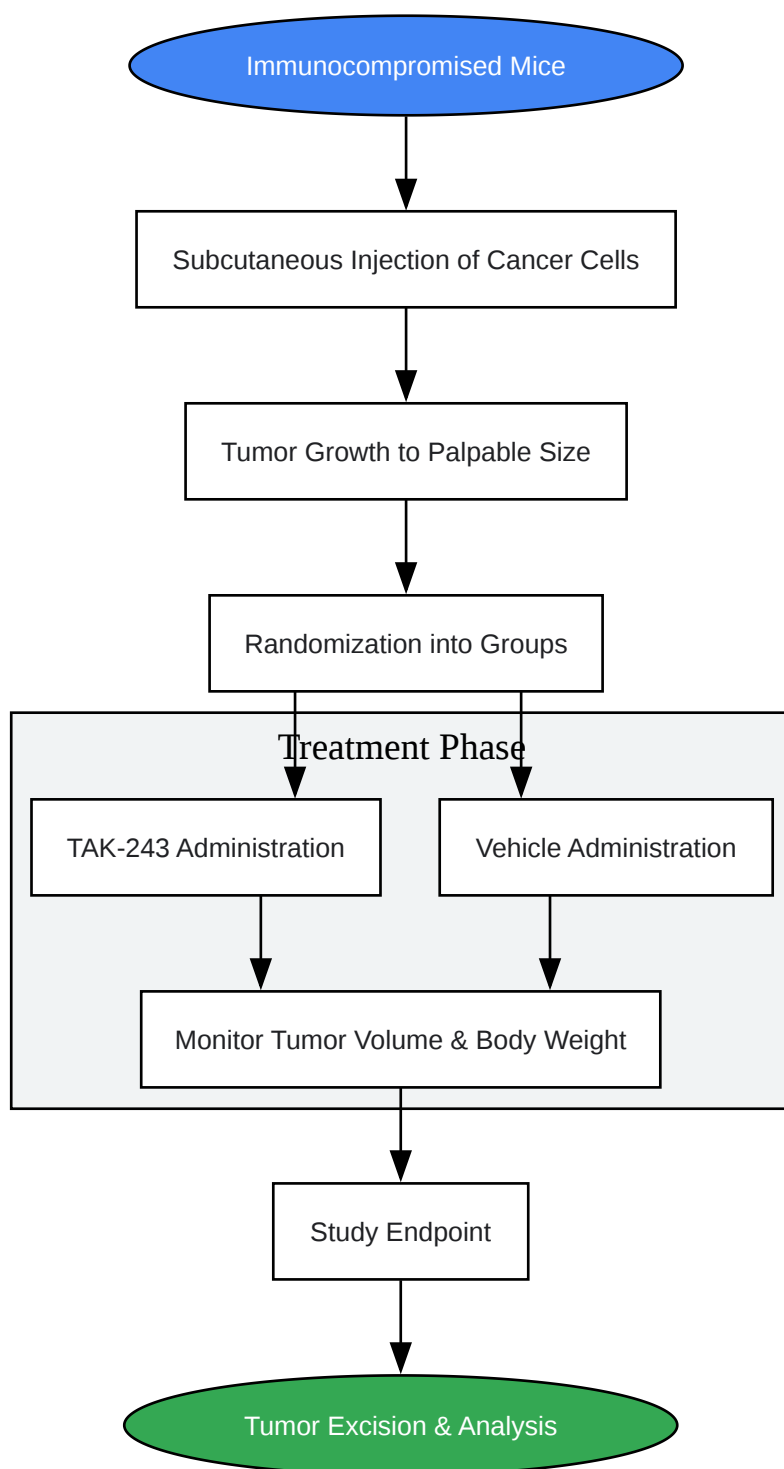 Immunocompromised Mice
Subcutaneous Injection of Cancer Cells
Tumor Growth to Palpable Size
Randomization into Groups
Treatment Phase
TAK-243 Administration
Vehicle Administration
Monitor Tumor Volume & Body Weight
Study Endpoint
Tumor Excision & Analysis